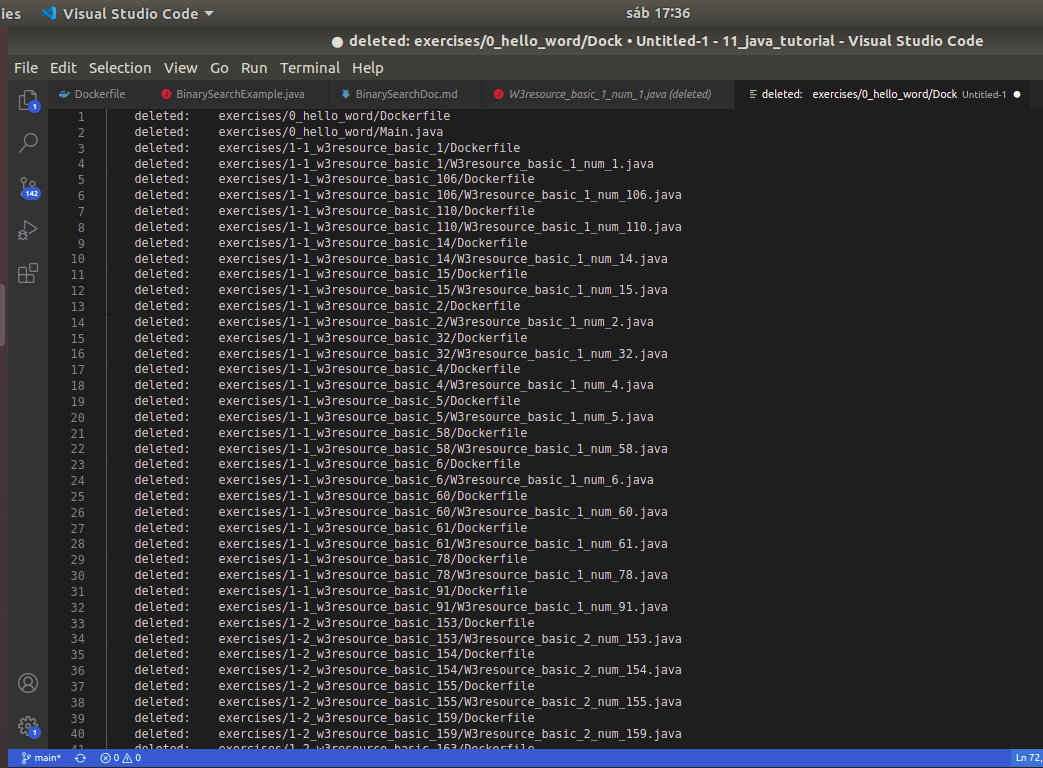 ies Visual Studio Code sáb 17:36
● deleted: exercises/0_hello_word/Dock • Untitled-1 - 11_java_tutorial - Visual Studio Code
File Edit Selection View Go Run Terminal Help
Dockerfile BinarySearchExample.java BinarySearchDoc.md W3resource_basic_1_num_1.java (deleted) deleted: exercises/0_hello_word/Dock Untitled-1 ●
1 deleted: exercises/0_hello_word/Dockerfile
2 deleted: exercises/0_hello_word/Main.java
3 deleted: exercises/1-1_w3resource_basic_1/Dockerfile
4 deleted: exercises/1-1_w3resource_basic_1/W3resource_basic_1_num_1.java
5 deleted: exercises/1-1_w3resource_basic_106/Dockerfile
6 deleted: exercises/1-1_w3resource_basic_106/W3resource_basic_1_num_106.java
7 deleted: exercises/1-1_w3resource_basic_110/Dockerfile
8 deleted: exercises/1-1_w3resource_basic_110/W3resource_basic_1_num_110.java
9 deleted: exercises/1-1_w3resource_basic_14/Dockerfile
10 deleted: exercises/1-1_w3resource_basic_14/W3resource_basic_1_num_14.java
11 deleted: exercises/1-1_w3resource_basic_15/Dockerfile
12 deleted: exercises/1-1_w3resource_basic_15/W3resource_basic_1_num_15.java
13 deleted: exercises/1-1_w3resource_basic_2/Dockerfile
14 deleted: exercises/1-1_w3resource_basic_2/W3resource_basic_1_num_2.java
15 deleted: exercises/1-1_w3resource_basic_32/Dockerfile
16 deleted: exercises/1-1_w3resource_basic_32/W3resource_basic_1_num_32.java
17 deleted: exercises/1-1_w3resource_basic_4/Dockerfile
18 deleted: exercises/1-1_w3resource_basic_4/W3resource_basic_1_num_4.java
19 deleted: exercises/1-1_w3resource_basic_5/Dockerfile
20 deleted: exercises/1-1_w3resource_basic_5/W3resource_basic_1_num_5.java
21 deleted: exercises/1-1_w3resource_basic_58/Dockerfile
22 deleted: exercises/1-1_w3resource_basic_58/W3resource_basic_1_num_58.java
23 deleted: exercises/1-1_w3resource_basic_6/Dockerfile
24 deleted: exercises/1-1_w3resource_basic_6/W3resource_basic_1_num_6.java
25 deleted: exercises/1-1_w3resource_basic_60/Dockerfile
26 deleted: exercises/1-1_w3resource_basic_60/W3resource_basic_1_num_60.java
27 deleted: exercises/1-1_w3resource_basic_61/Dockerfile
28 deleted: exercises/1-1_w3resource_basic_61/W3resource_basic_1_num_61.java
29 deleted: exercises/1-1_w3resource_basic_78/Dockerfile
30 deleted: exercises/1-1_w3resource_basic_78/W3resource_basic_1_num_78.java
31 deleted: exercises/1-1_w3resource_basic_91/Dockerfile
32 deleted: exercises/1-1_w3resource_basic_91/W3resource_basic_1_num_91.java
33 deleted: exercises/1-2_w3resource_basic_153/Dockerfile
34 deleted: exercises/1-2_w3resource_basic_153/W3resource_basic_2_num_153.java
35 deleted: exercises/1-2_w3resource_basic_154/Dockerfile
36 deleted: exercises/1-2_w3resource_basic_154/W3resource_basic_2_num_154.java
37 deleted: exercises/1-2_w3resource_basic_155/Dockerfile
38 deleted: exercises/1-2_w3resource_basic_155/W3resource_basic_2_num_155.java
39 deleted: exercises/1-2_w3resource_basic_159/Dockerfile
40 deleted: exercises/1-2_w3resource_basic_159/W3resource_basic_2_num_159.java
41 deleted: exercises/1-2_w3resource_basic_163/Dockerfile
1
142
1
main* 0 0 Ln 72,